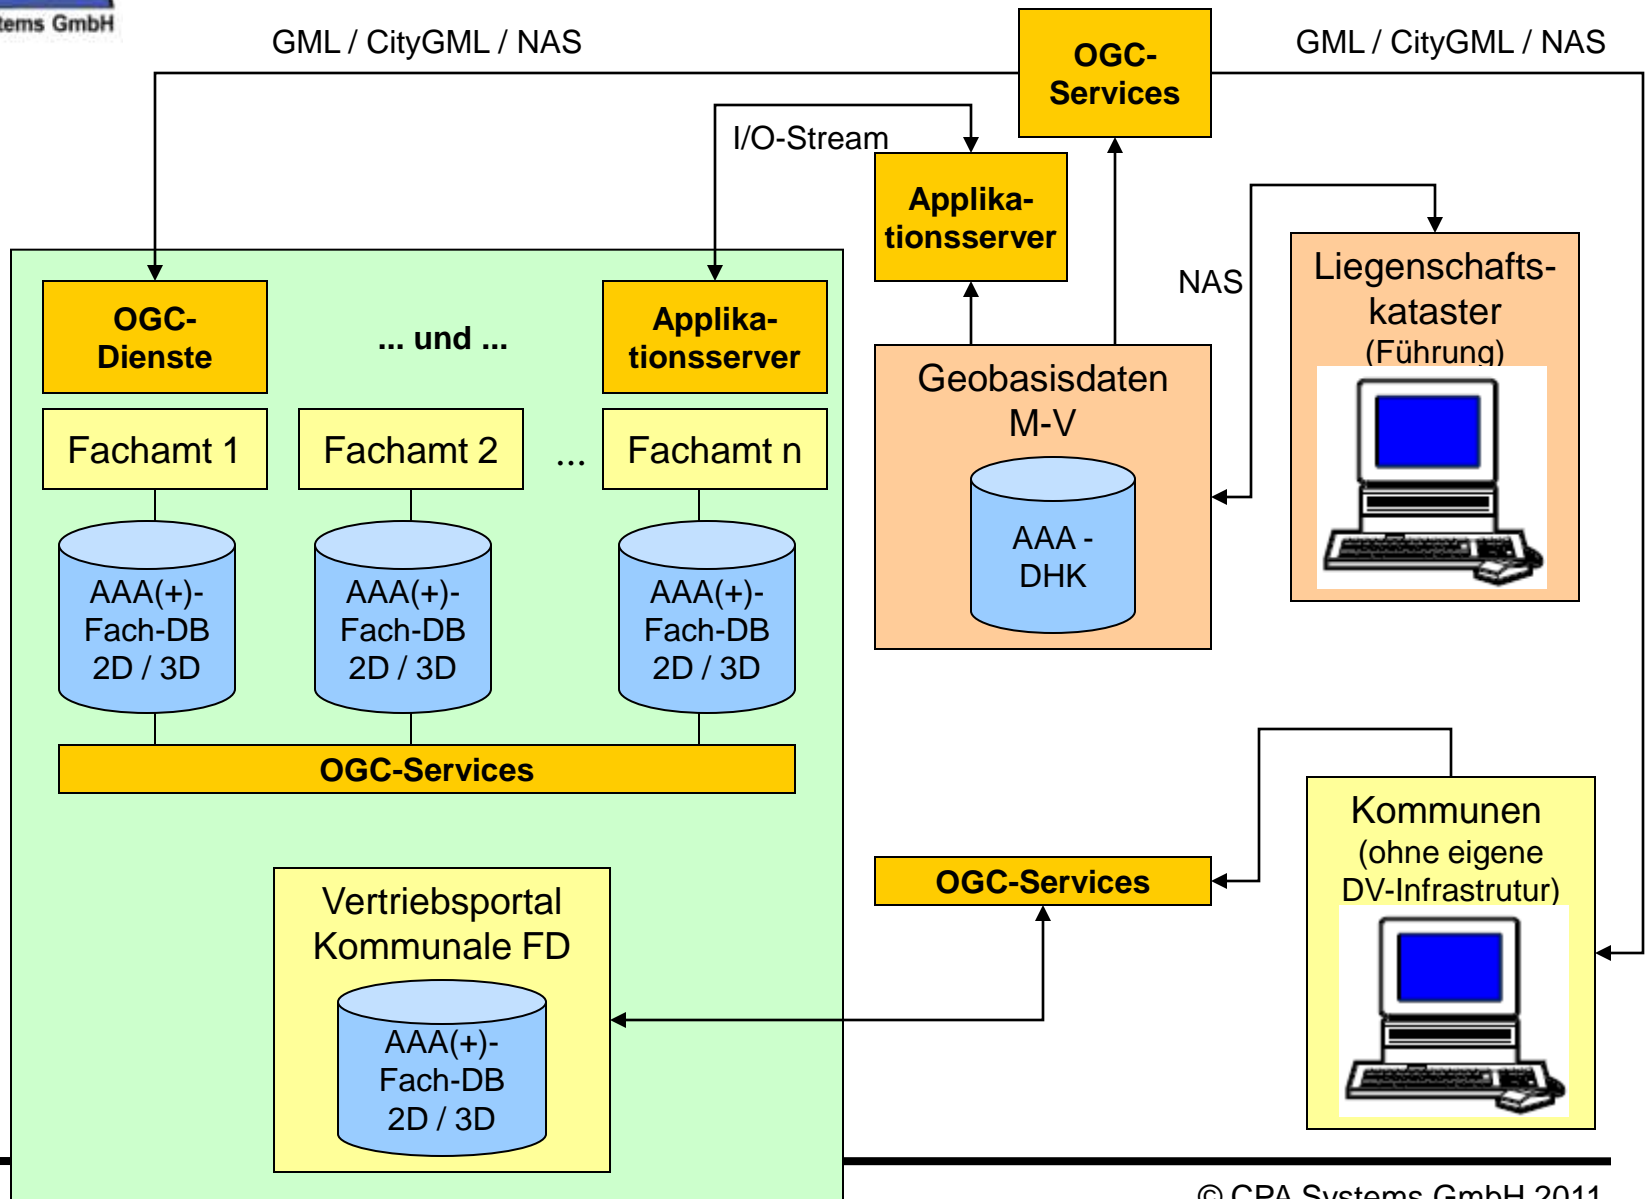 tems GmbH
GML / CityGML / NAS
OGC-
Services
GML / CityGML / NAS
I/O-Stream
Applika-
tionsserver
NAS
Liegenschafts-
kataster
(Führung)
OGC-
Dienste
... und ...
Applika-
tionsserver
Geobasisdaten
M-V
AAA -
DHK
Fachamt 1
Fachamt 2
...
Fachamt n
AAA(+)-
Fach-DB
2D / 3D
AAA(+)-
Fach-DB
2D / 3D
AAA(+)-
Fach-DB
2D / 3D
OGC-Services
Kommunen
(ohne eigene
DV-Infrastrutur)
OGC-Services
Vertriebsportal
Kommunale FD
AAA(+)-
Fach-DB
2D / 3D
© CPA Systems GmbH 2011